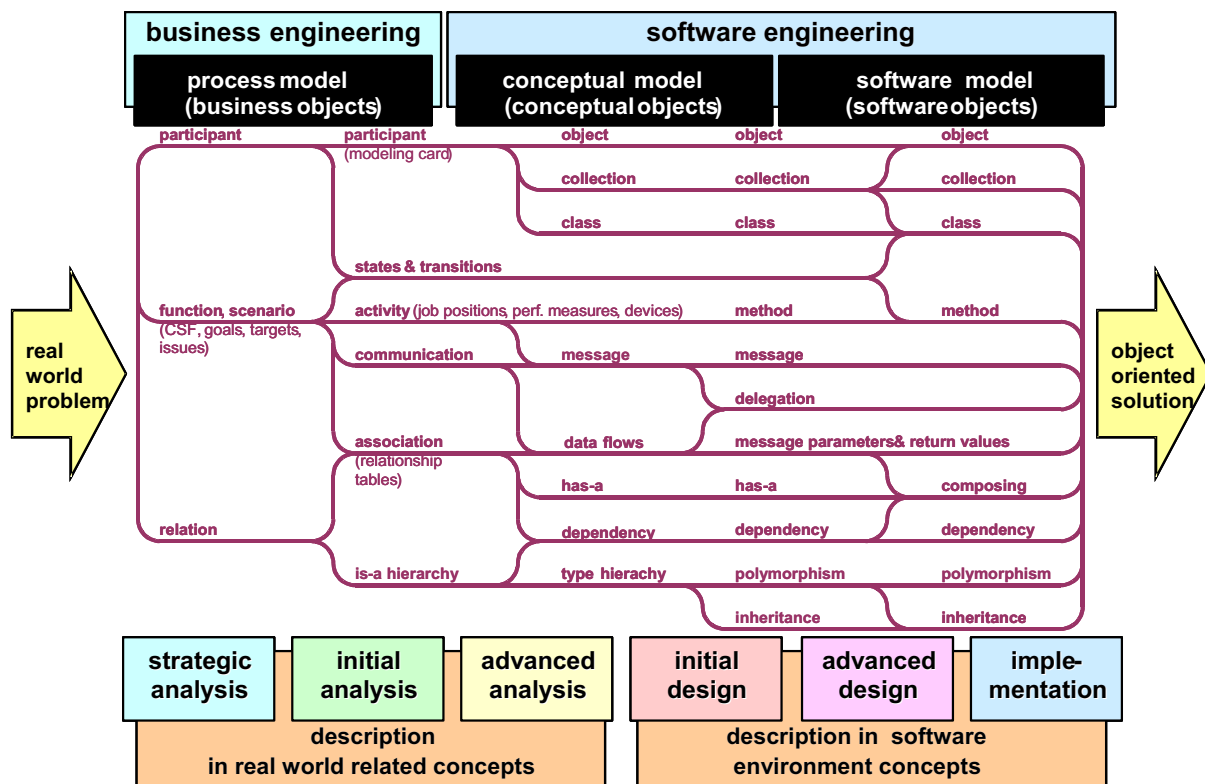 business engineering
software engineering
process model
(business objects)
conceptual model
(conceptual objects)
software model
(software objects)
participant participant object object object
(modeling card)
collection collection collection
class class class
states & transitions
function, scenario activity (job positions, perf. measures, devices) method method
(CSF, goals, targets,
issues)
communication message message
delegation
association data flows message parameters& return values
(relationship
tables)
has-a has-a composing
relation dependency dependency dependency
is-a hierarchy type hierachy polymorphism polymorphism
inheritance inheritance
real
world
problem
object
oriented
solution
strategic
analysis
initial
analysis
advanced
analysis
initial
design
advanced
design
imple-
mentation
description
in real world related concepts
description in software
environment concepts